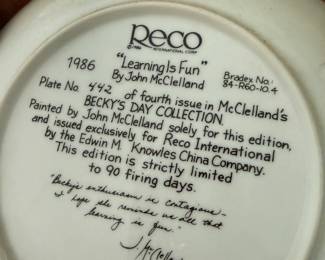 Reco
INTERNATIONAL CORP.
1986
"Learning Is Fun"
By John McClelland
Bradex No.:
84-R60-10.4
Plate No. 442 of fourth issue in McClelland's
BECKY'S DAY COLLECTION.
Painted by John McClelland solely for this edition,
and issued exclusively for Reco International
by the Edwin M. Knowles China Company.
This edition is strictly limited
to 90 firing days.
"Becky's enthusiasm is contagious –
I hope she reminds us all that
learning is fun."
J McClelland